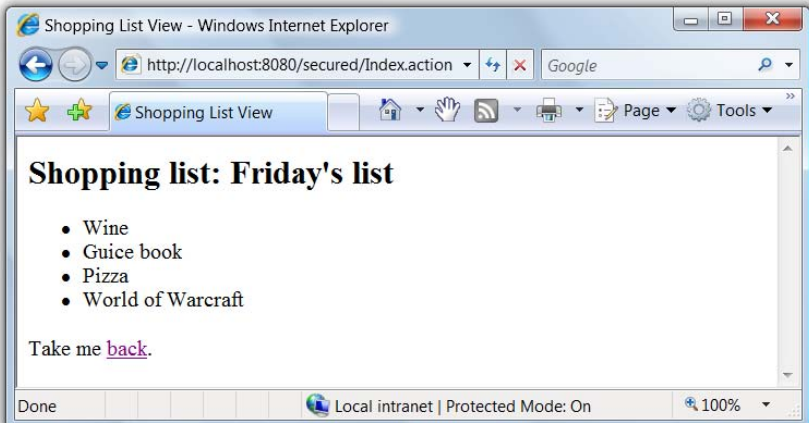 Shopping List View - Windows Internet Explorer
http://localhost:8080/secured/Index.action
Google
Shopping List View
Page
Tools
»
Shopping list: Friday's list
• Wine
• Guice book
• Pizza
• World of Warcraft
Take me back.
Done
Local intranet | Protected Mode: On
100%